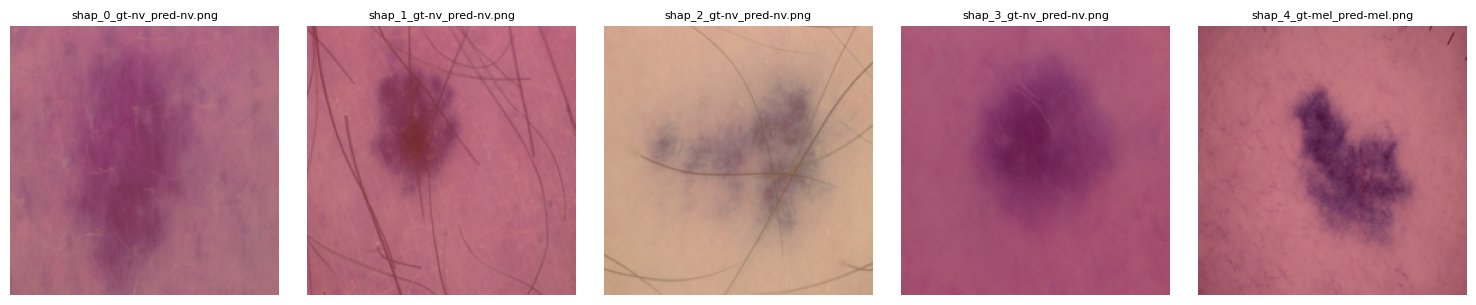 shap_0_gt-nv_pred-nv.png
shap_1_gt-nv_pred-nv.png
shap_2_gt-nv_pred-nv.png
shap_3_gt-nv_pred-nv.png
shap_4_gt-mel_pred-mel.png